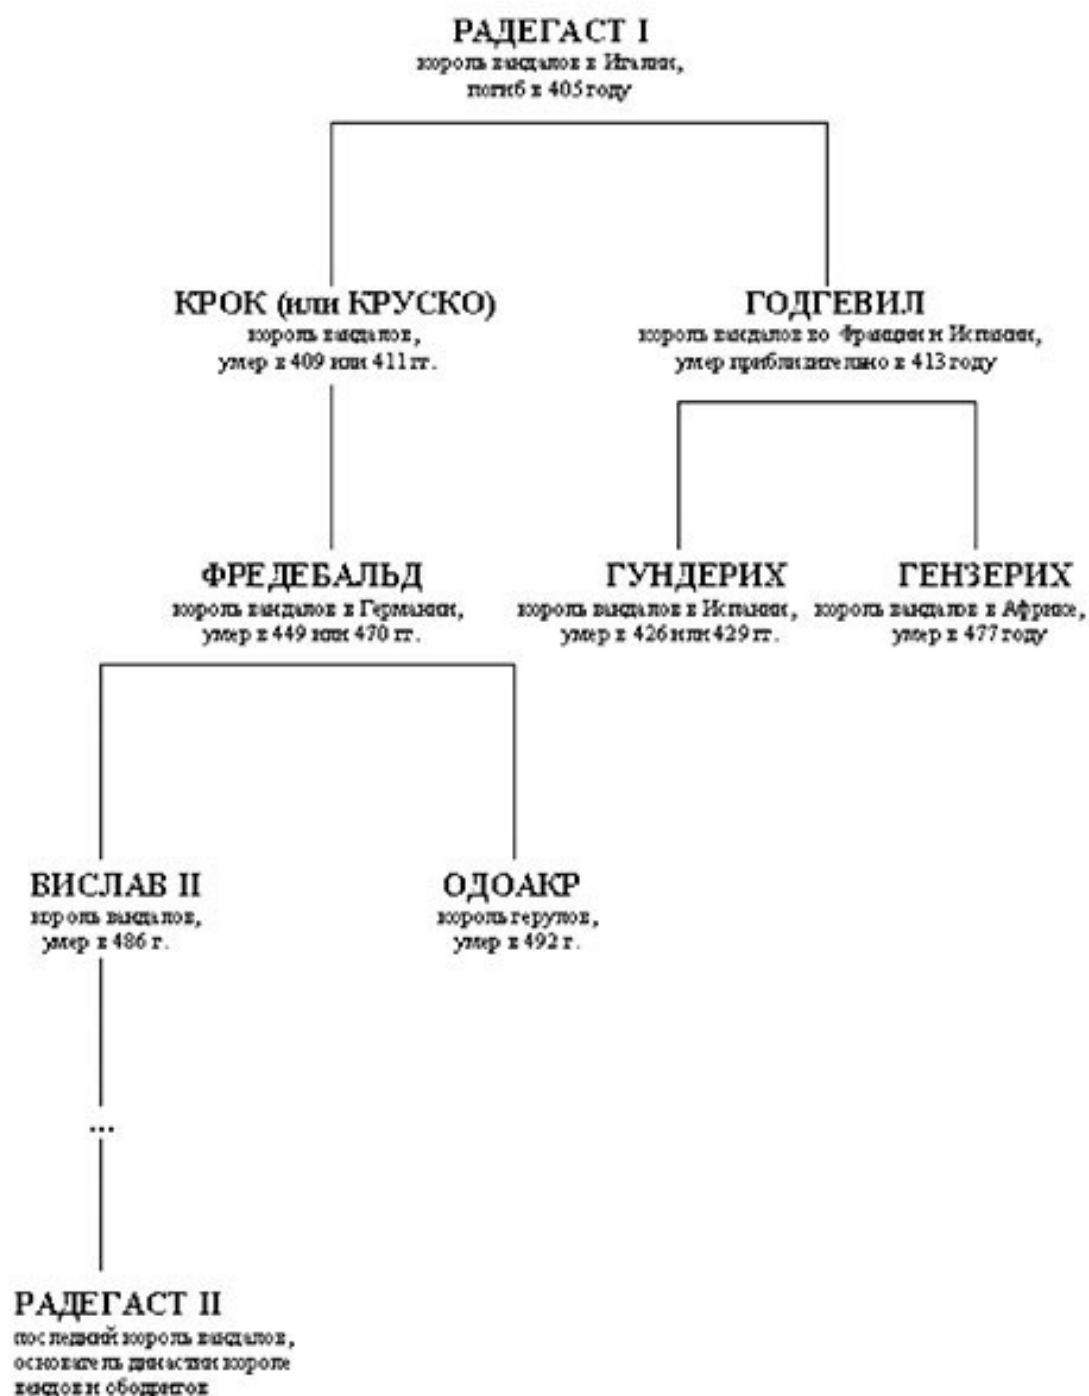 РАДЕГАСТ I
король вандалов в Италии,
погиб в 405 году
КРОК (или КРУСКО)
король вандалов,
умер в 409 или 411 гг.
ГОДГЕВИЛ
король вандалов во Франции и Испании,
умер приблизительно в 413 году
ФРЕДЕБАЛЬД
король вандалов в Германии,
умер в 449 или 470 гг.
ГУНДЕРИХ
король вандалов в Испании,
умер в 426 или 429 гг.
ГЕНЗЕРИХ
король вандалов в Африке,
умер в 477 году
ВИСЛАВ II
король вандалов,
умер в 486 г.
ОДОАКР
король герулов,
умер в 492 г.
...
РАДЕГАСТ II
последний король вандалов,
основатель династии короле
вендов и ободритов